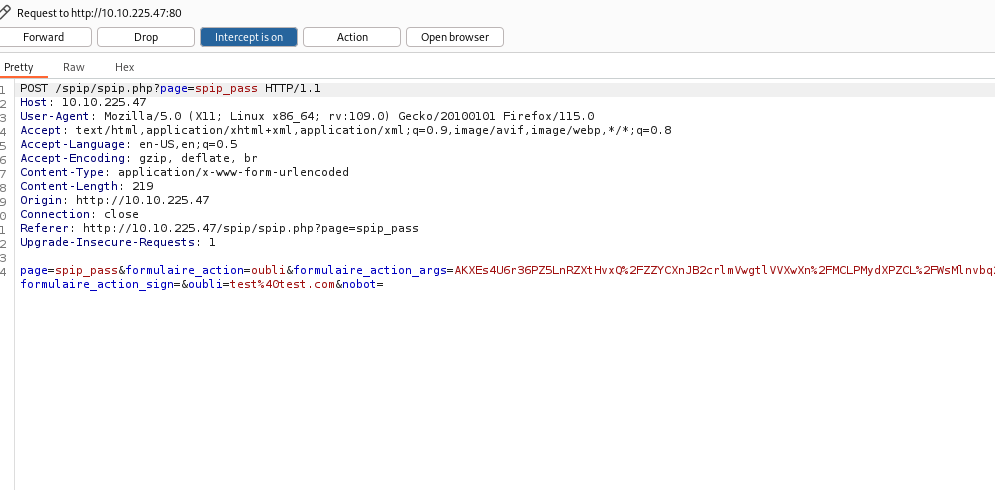 Request to http://10.10.225.47:80
Forward Drop Intercept is on Action Open browser
Pretty Raw Hex
1 POST /spip/spip.php?page=spip_pass HTTP/1.1
2 Host: 10.10.225.47
3 User-Agent: Mozilla/5.0 (X11; Linux x86_64; rv:109.0) Gecko/20100101 Firefox/115.0
4 Accept: text/html,application/xhtml+xml,application/xml;q=0.9,image/avif,image/webp,*/*;q=0.8
5 Accept-Language: en-US,en;q=0.5
6 Accept-Encoding: gzip, deflate, br
7 Content-Type: application/x-www-form-urlencoded
8 Content-Length: 219
9 Origin: http://10.10.225.47
0 Connection: close
1 Referer: http://10.10.225.47/spip/spip.php?page=spip_pass
2 Upgrade-Insecure-Requests: 1
3
4 page=spip_pass&formulaire_action=oubli&formulaire_action_args=AKXEs4U6r36PZ5LnRZXtHvxQ%2FZZYCXnJB2crlmVwgtlVVXwXn%2FMCLPMydXPZCL%2FWsMlnvbq
formulaire_action_sign=&oubli=test%40test.com&nobot=